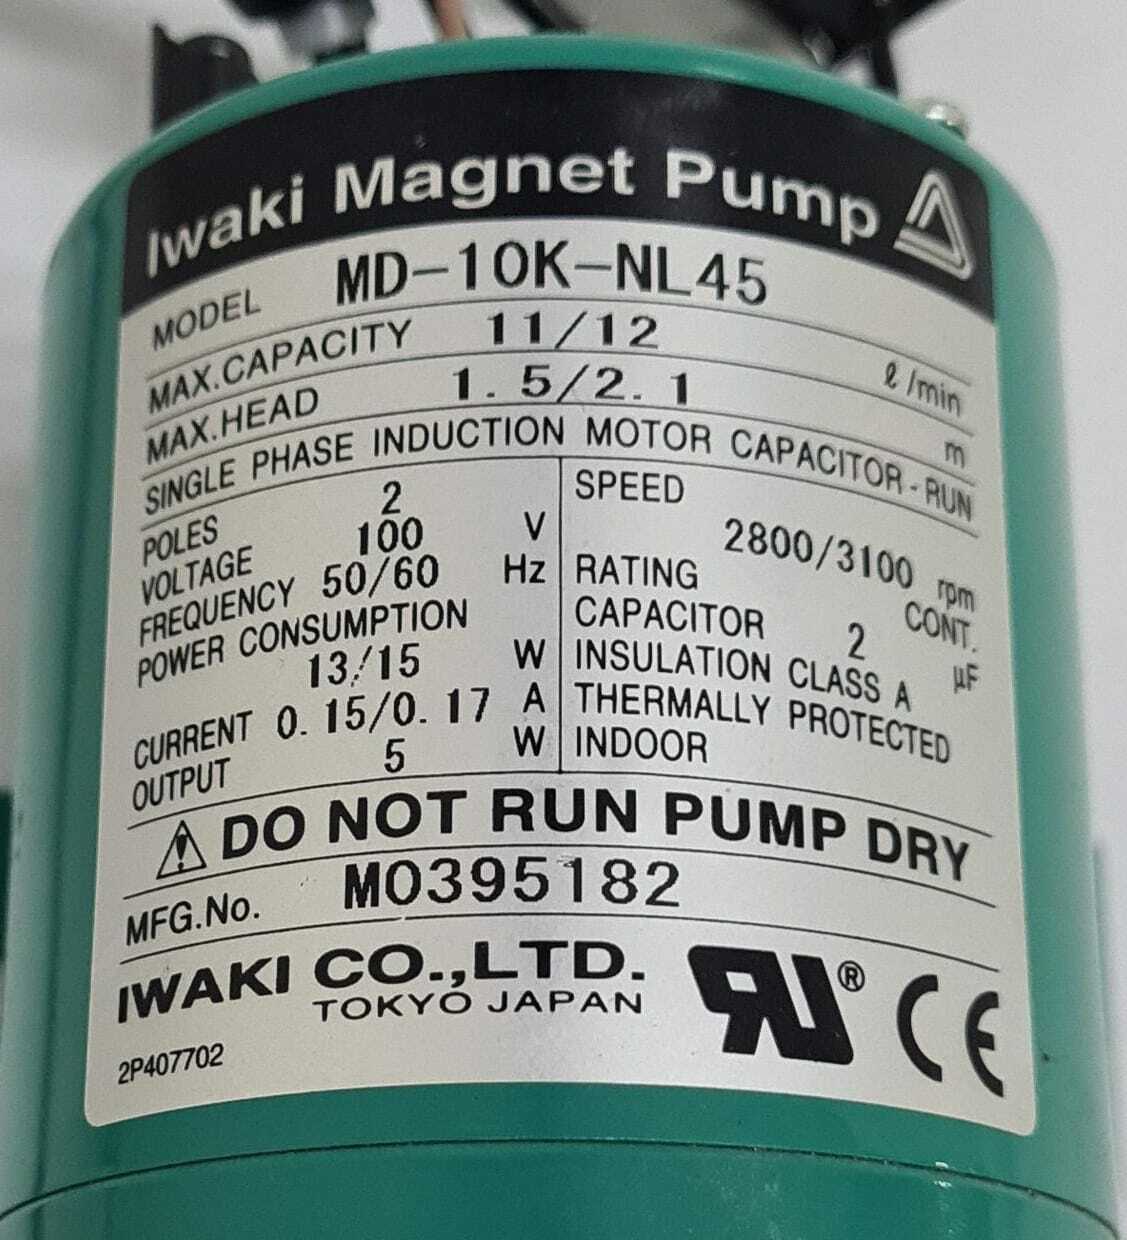 Iwaki Magnet Pump
MODEL MD-10K-NL45
MAX.CAPACITY 11/12 ℓ/min
MAX.HEAD 1.5/2.1 m
SINGLE PHASE INDUCTION MOTOR CAPACITOR-RUN
POLES 2
VOLTAGE 100 V
FREQUENCY 50/60 Hz
POWER CONSUMPTION
13/15 W
CURRENT 0.15/0.17 A
OUTPUT 5 W
SPEED
2800/3100 rpm
RATING CONT.
CAPACITOR 2 μF
INSULATION CLASS A
THERMALLY PROTECTED
INDOOR
DO NOT RUN PUMP DRY
MFG.No. M0395182
IWAKI CO.,LTD.
TOKYO JAPAN
RU® CE
2P407702